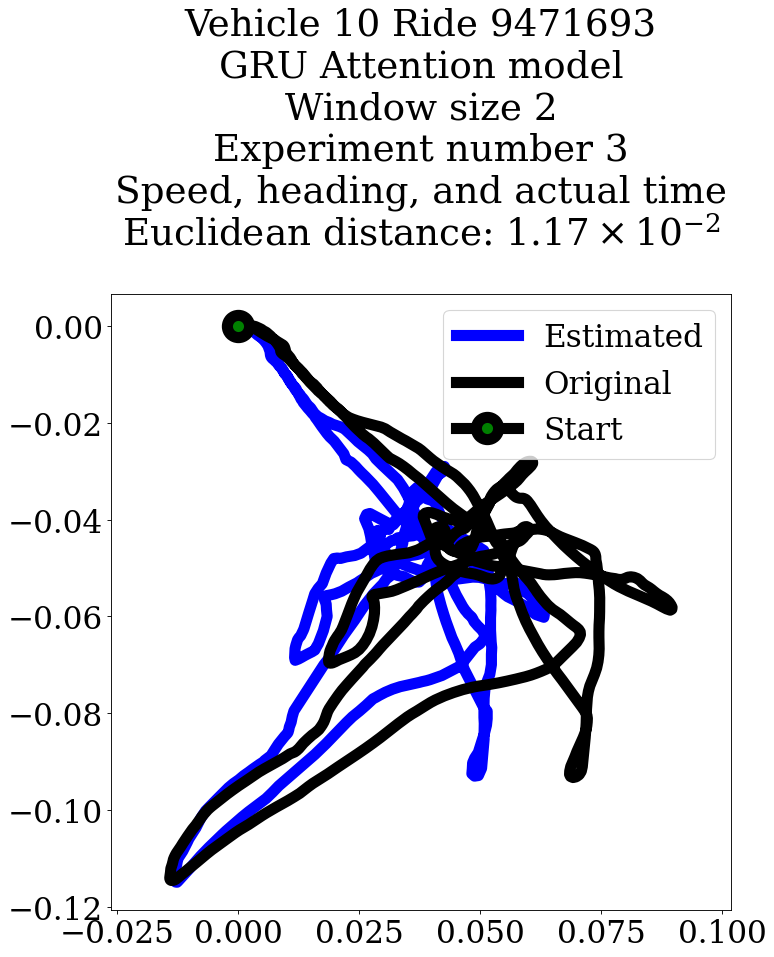 Vehicle 10 Ride 9471693
GRU Attention model
Window size 2
Experiment number 3
Speed, heading, and actual time
Euclidean distance: 1.17 × 10⁻²
Estimated
Original
Start
0.00
−0.02
−0.04
−0.06
−0.08
−0.10
−0.12
−0.025 0.000 0.025 0.050 0.075 0.100